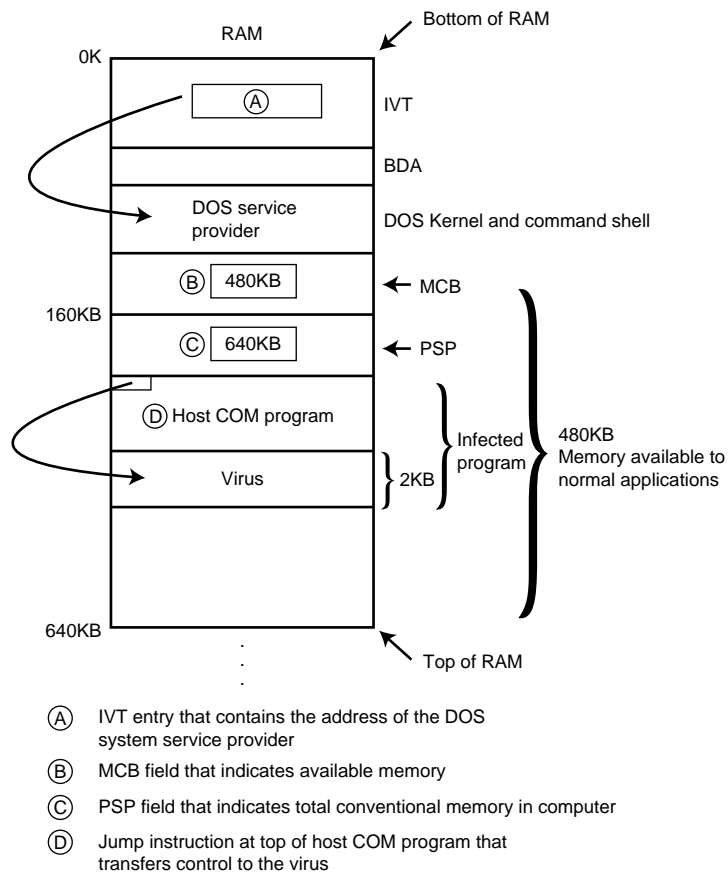 Bottom of RAM
RAM
0K
A
IVT
BDA
DOS service
provider
DOS Kernel and command shell
B 480KB
MCB
160KB
C 640KB
PSP
D Host COM program
Infected
program
480KB
Memory available to
normal applications
Virus
2KB
640KB
Top of RAM
.
.
.
A IVT entry that contains the address of the DOS
system service provider
B MCB field that indicates available memory
C PSP field that indicates total conventional memory in computer
D Jump instruction at top of host COM program that
transfers control to the virus